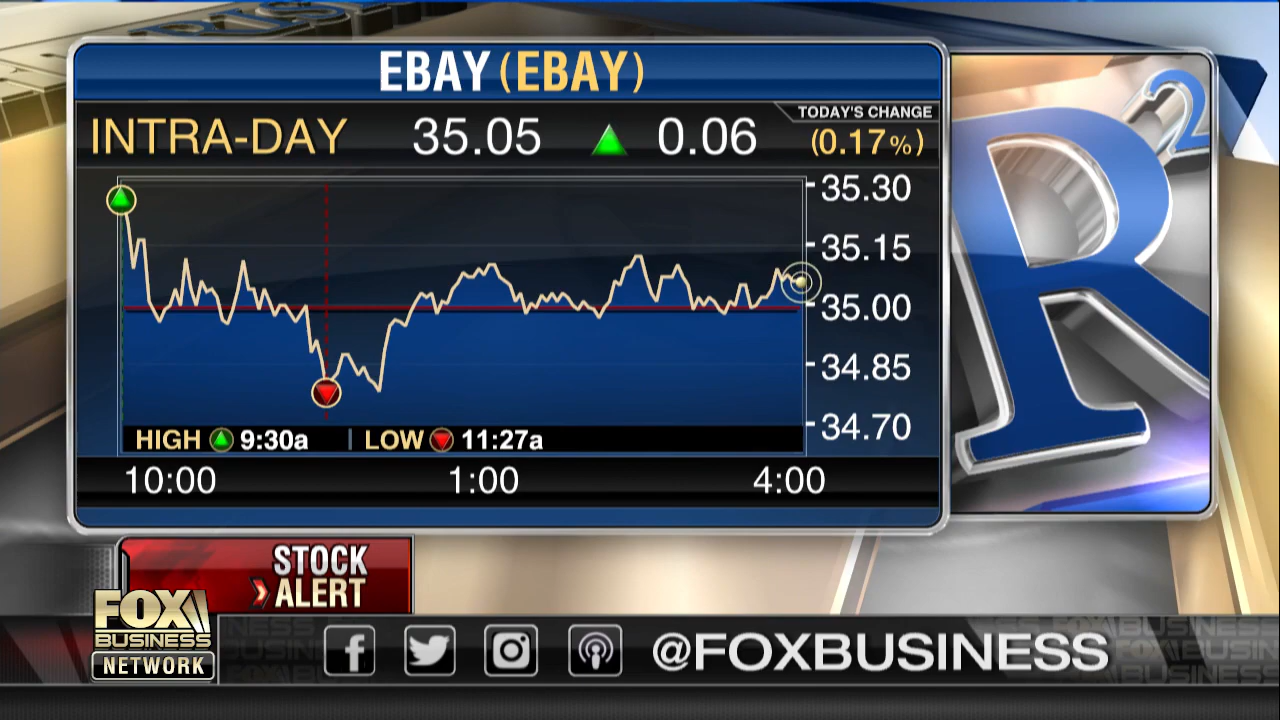 EBAY (EBAY)
TODAY'S CHANGE
INTRA-DAY 35.05 0.06 (0.17%)
35.30
35.15
35.00
34.85
34.70
HIGH 9:30a | LOW 11:27a
10:00 1:00 4:00
R2
STOCK
ALERT
FOX
BUSINESS
NETWORK
@FOXBUSINESS